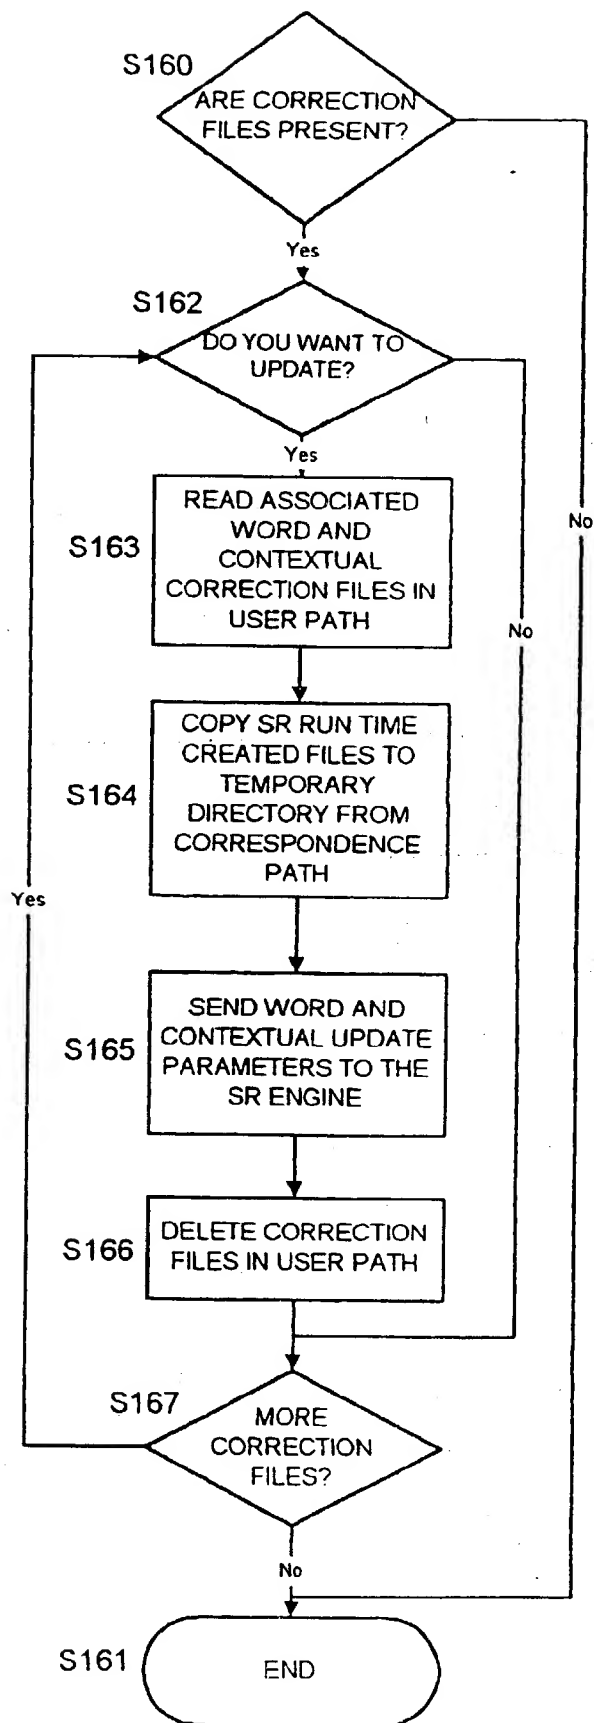 S160
ARE CORRECTION
FILES PRESENT?
Yes
S162
DO YOU WANT TO
UPDATE?
Yes
S163
READ ASSOCIATED
WORD AND
CONTEXTUAL
CORRECTION FILES IN
USER PATH
No
No
S164
COPY SR RUN TIME
CREATED FILES TO
TEMPORARY
DIRECTORY FROM
CORRESPONDENCE
PATH
Yes
S165
SEND WORD AND
CONTEXTUAL UPDATE
PARAMETERS TO THE
SR ENGINE
S166
DELETE CORRECTION
FILES IN USER PATH
S167
MORE
CORRECTION
FILES?
No
S161
END